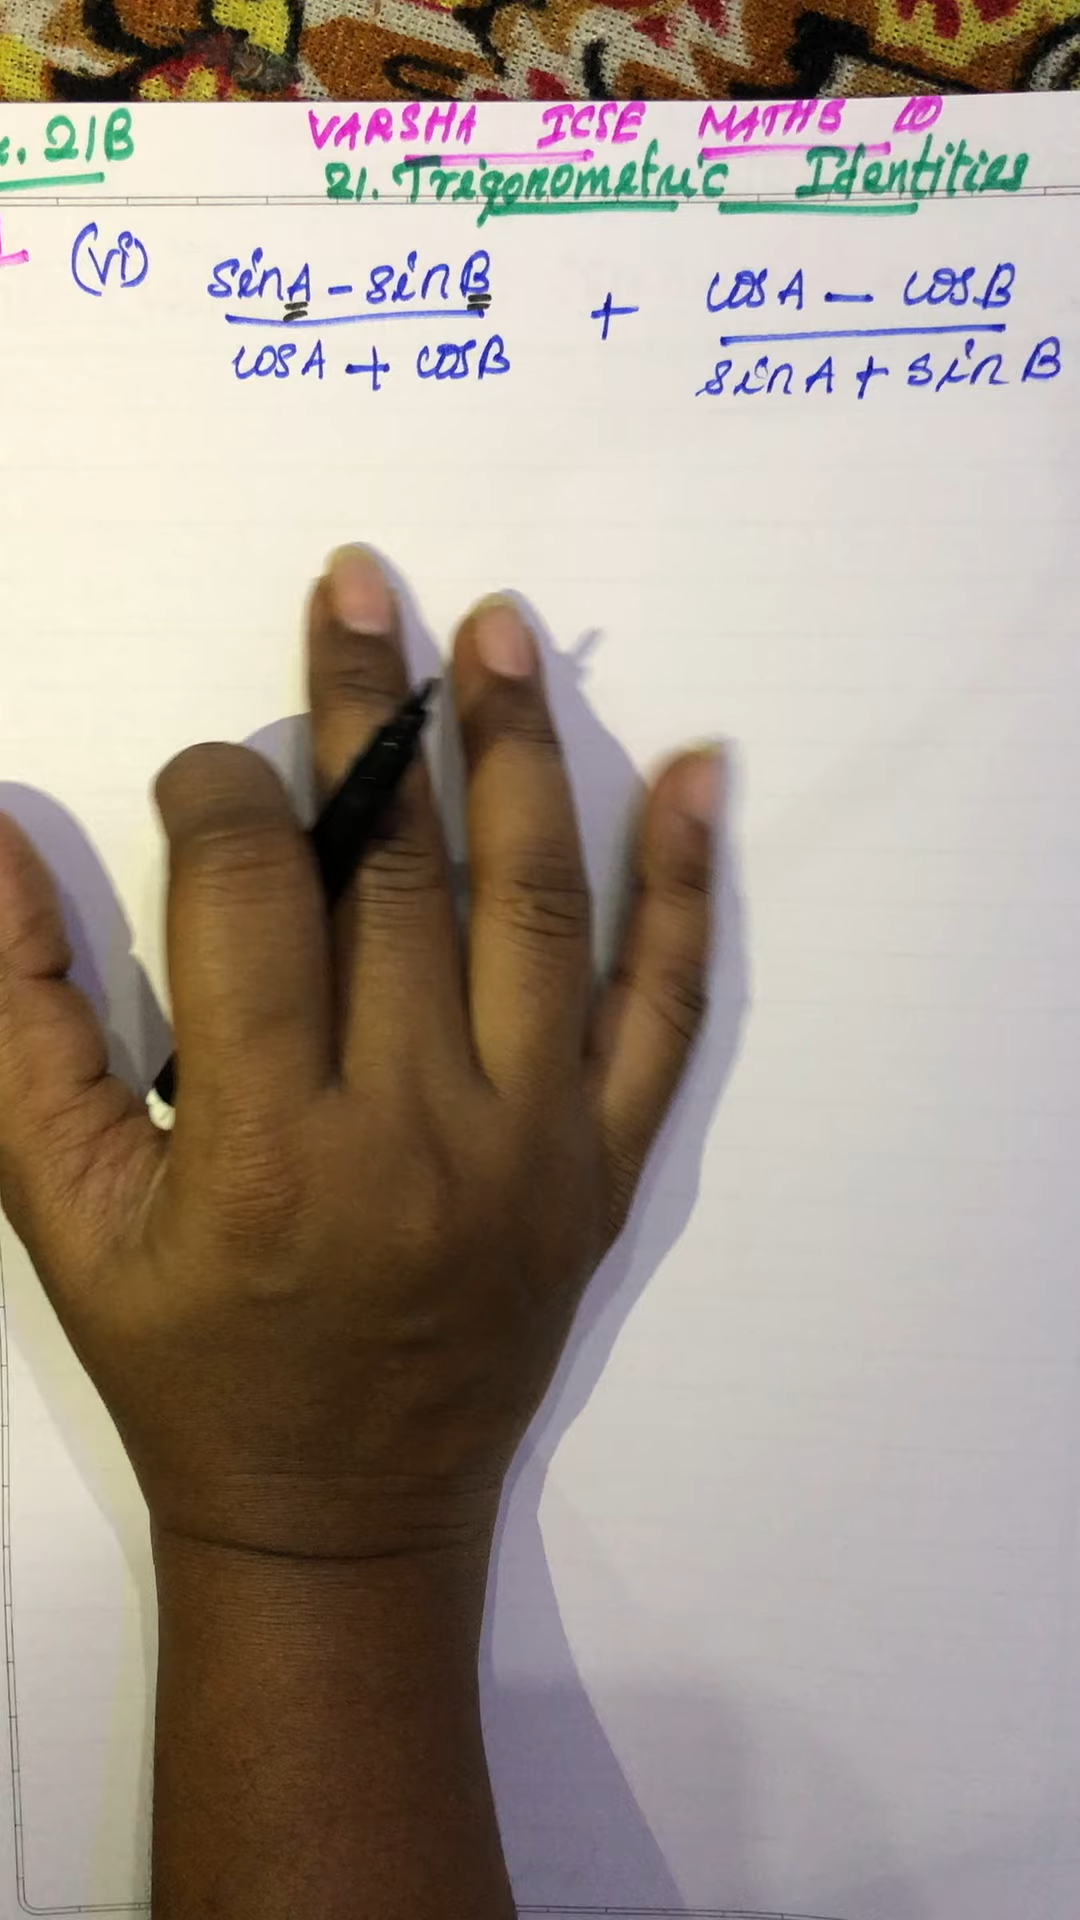 . 21B VARSHA ICSE MATHS 10
21. Trigonometric Identities
(vi) sinA - sinB / cosA + cosB + cosA - cosB / sinA + sinB